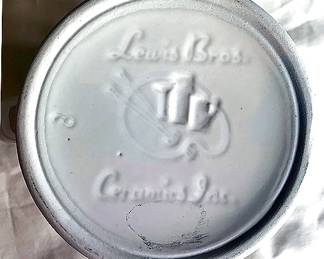 Lewis Bros.
Ceramics Inc.